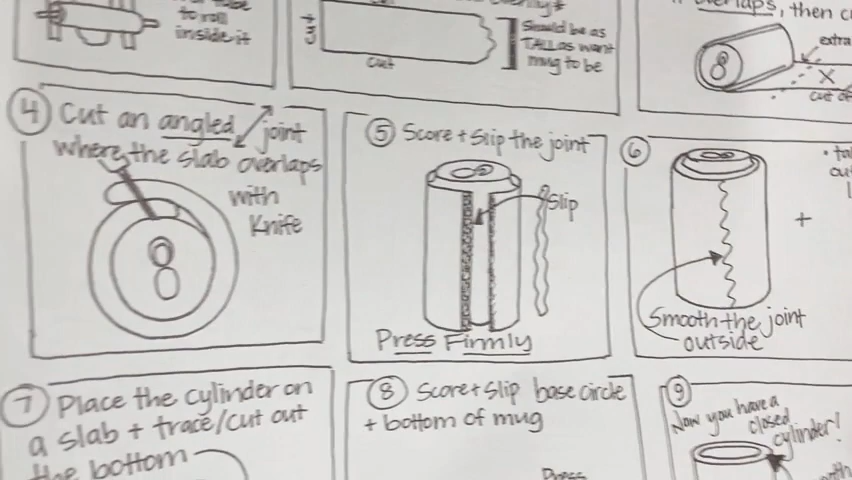 to roll
inside it
cut
Should be as
TALL as want
mug to be
then
extra
X
8
④ Cut an angled joint
where the slab overlaps
with
Knife
8
⑤ Score + Slip the joint
Slip
Press Firmly
⑥
+
Smooth the joint
outside
⑦ Place the cylinder on
a slab + trace/cut out
the bottom
⑧ Score + Slip base circle
+ bottom of mug
Press
⑨
Now you have a
closed
cylinder!